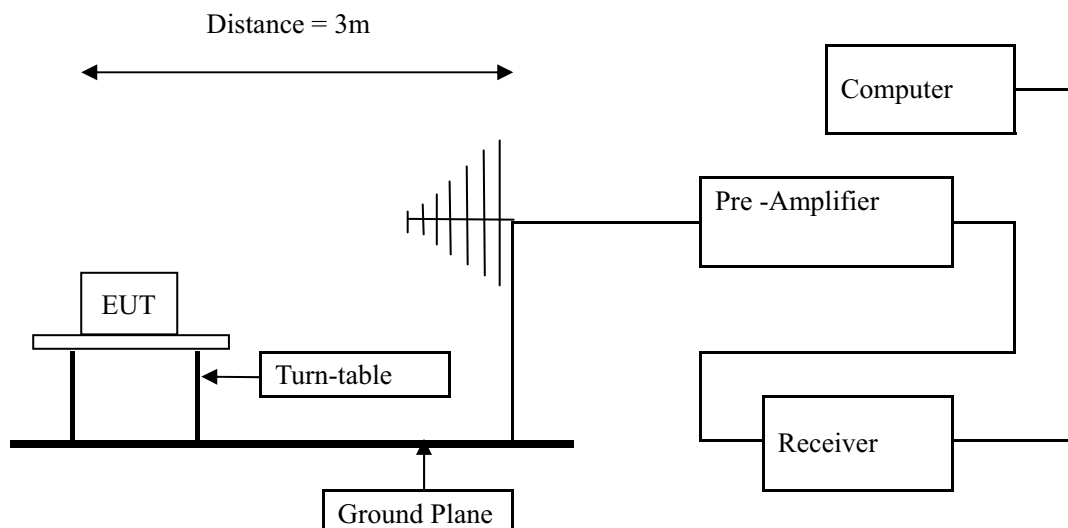 Distance = 3m
Computer
Pre -Amplifier
EUT
Turn-table
Receiver
Ground Plane